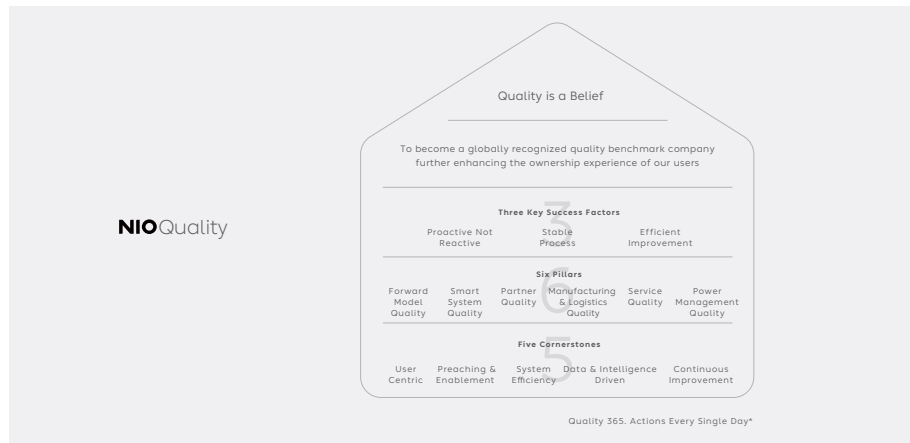 Quality is a Belief
To become a globally recognized quality benchmark company
further enhancing the ownership experience of our users
NIO Quality
3
Three Key Success Factors
Proactive Not
Reactive
Stable
Process
Efficient
Improvement
6
Six Pillars
Forward
Model
Quality
Smart
System
Quality
Partner
Quality
Manufacturing
& Logistics
Quality
Service
Quality
Power
Management
Quality
5
Five Cornerstones
User
Centric
Preaching &
Enablement
System
Efficiency
Data & Intelligence
Driven
Continuous
Improvement
Quality 365. Actions Every Single Day*